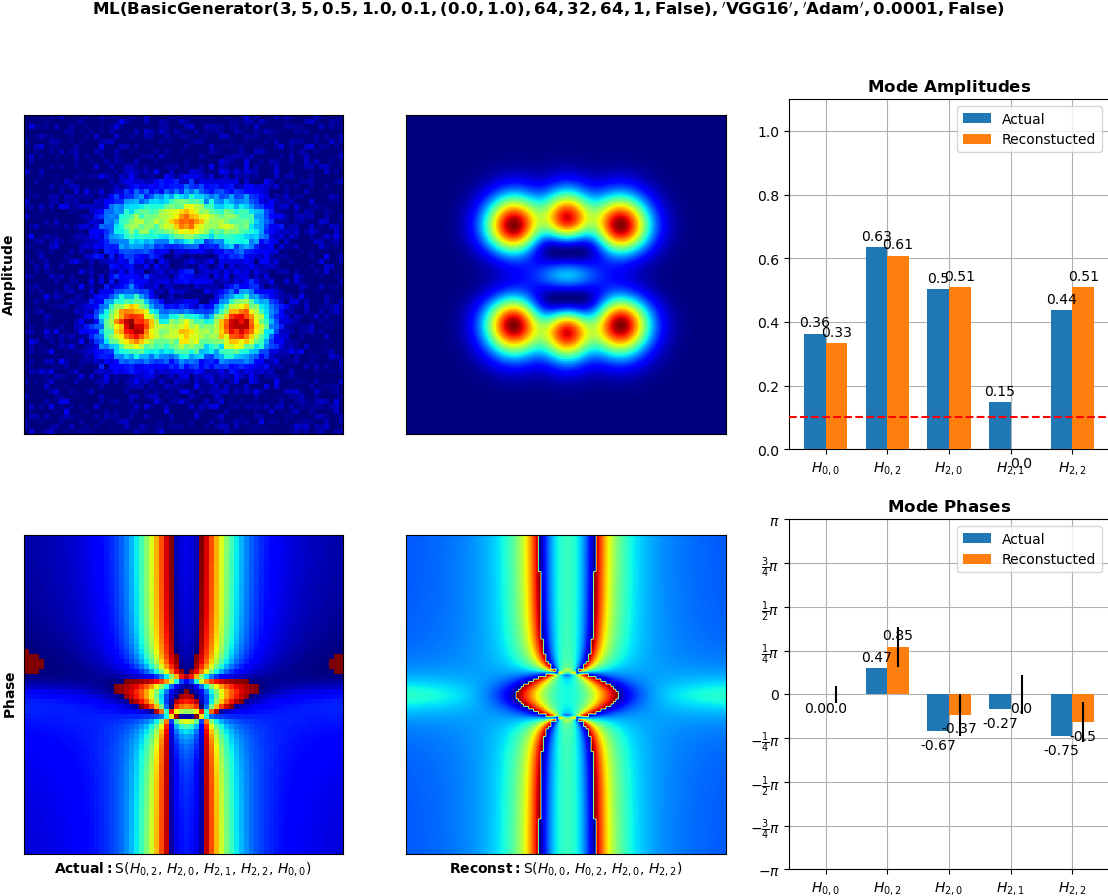 ML(BasicGenerator(3, 5, 0.5, 1.0, 0.1, (0.0, 1.0), 64, 32, 64, 1, False), 'VGG16', 'Adam', 0.0001, False)
Amplitude
Mode Amplitudes
Actual
Reconstucted
1.0
0.8
0.6
0.4
0.2
0.0
0.36
0.33
0.63
0.61
0.5
0.51
0.15
0.0
0.44
0.51
H0,0
H0,2
H2,0
H2,1
H2,2
Phase
Actual: S(H0,2, H2,0, H2,1, H2,2, H0,0)
Reconst: S(H0,0, H0,2, H2,0, H2,2)
Mode Phases
Actual
Reconstucted
π
3/4π
1/2π
1/4π
0
−1/4π
−1/2π
−3/4π
−π
0.0
0.0
0.47
0.85
-0.67
-0.37
-0.27
0.0
-0.75
-0.5
H0,0
H0,2
H2,0
H2,1
H2,2